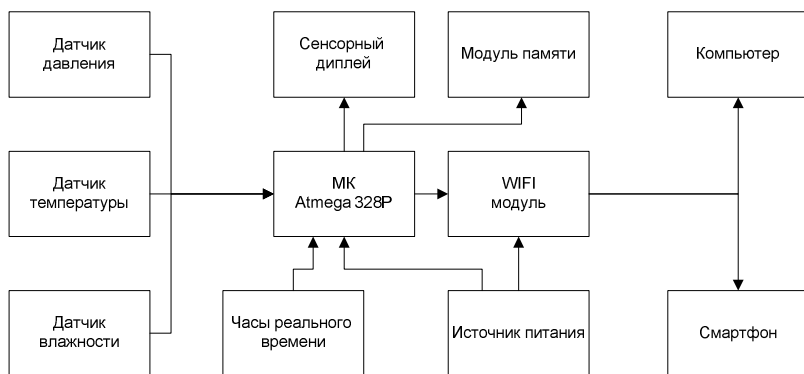 Датчик
давления
Сенсорный
диплей
Модуль памяти
Компьютер
Датчик
температуры
МК
Atmega 328P
WIFI
модуль
Датчик
влажности
Часы реального
времени
Источник питания
Смартфон